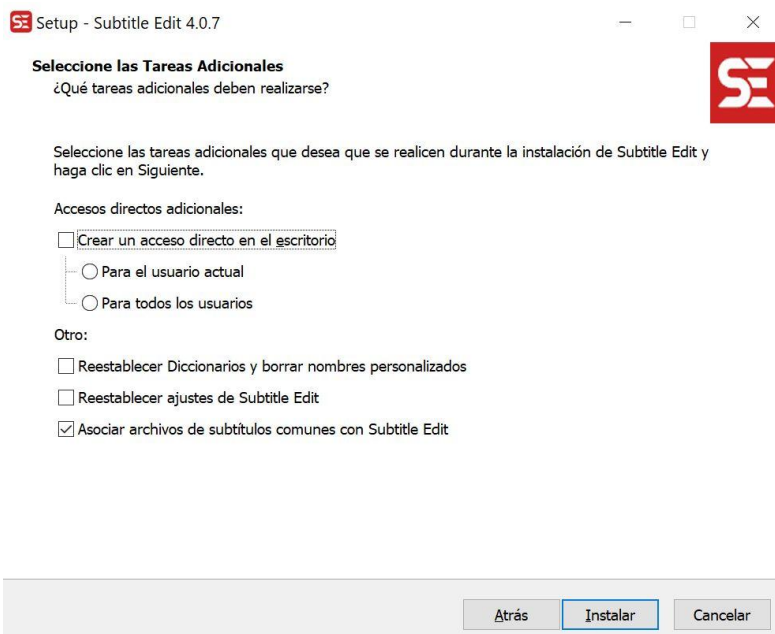 SE Setup - Subtitle Edit 4.0.7
Seleccione las Tareas Adicionales
¿Qué tareas adicionales deben realizarse?
SE
Seleccione las tareas adicionales que desea que se realicen durante la instalación de Subtitle Edit y
haga clic en Siguiente.
Accesos directos adicionales:
Crear un acceso directo en el escritorio
Para el usuario actual
Para todos los usuarios
Otro:
Reestablecer Diccionarios y borrar nombres personalizados
Reestablecer ajustes de Subtitle Edit
Asociar archivos de subtítulos comunes con Subtitle Edit
Atrás Instalar Cancelar